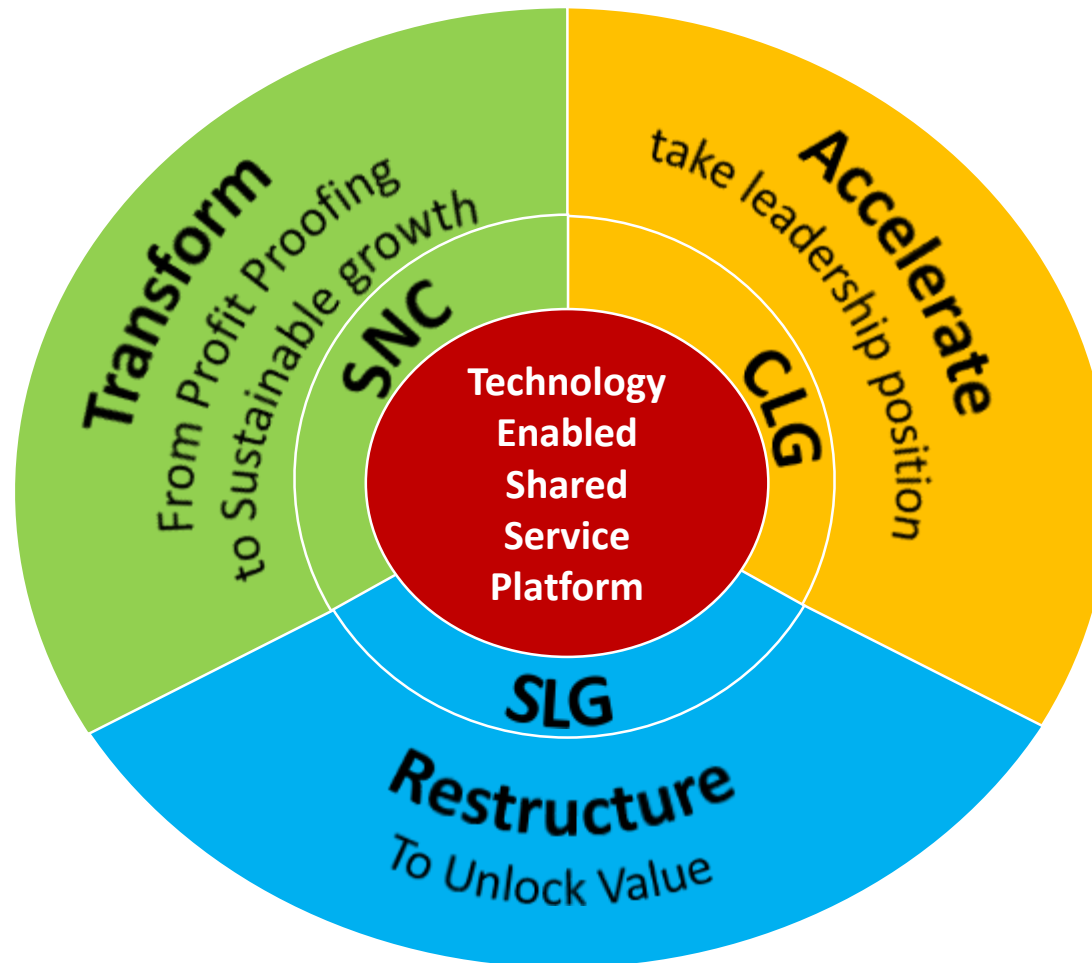 Transform
From Profit Proofing
to Sustainable growth
SNC
Accelerate
take leadership position
CLG
Technology
Enabled
Shared
Service
Platform
SLG
Restructure
To Unlock Value